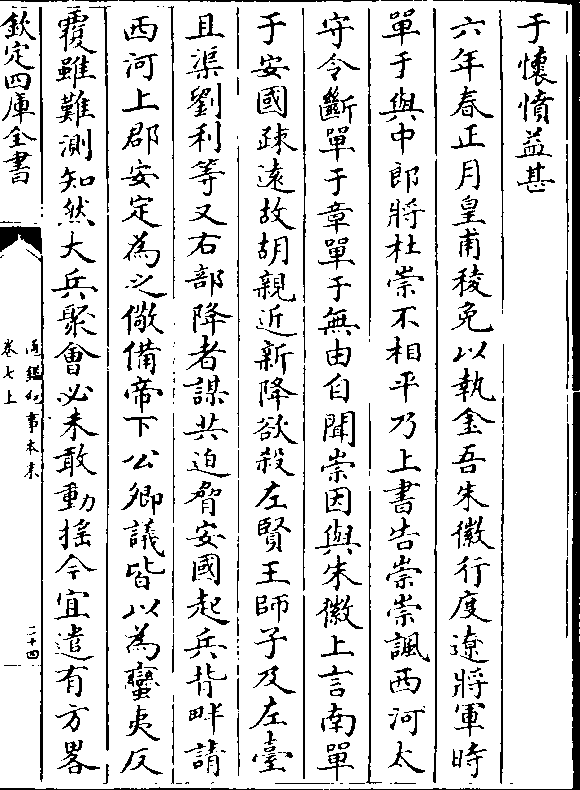 于懷憤益甚
六年春正月皇甫稜免以執金吾朱徽行度遼將軍時
單于與中郎將杜崇不相平乃上書告崇崇諷西河太
守令斷單于章單于無由自聞崇因與朱徽上言南單
于安國疎遠故胡親近新降欲殺左賢王師子及左臺
且渠劉利等又右部降者謀共迫脅安國起兵背畔請
西河上郡安定為之儆備帝下公卿議皆以為蠻夷反
覆雖難測知然大兵聚會必未敢動搖今宜遣有方畧
欽定四庫全書
通鑑紀事本末
卷七上
二十四